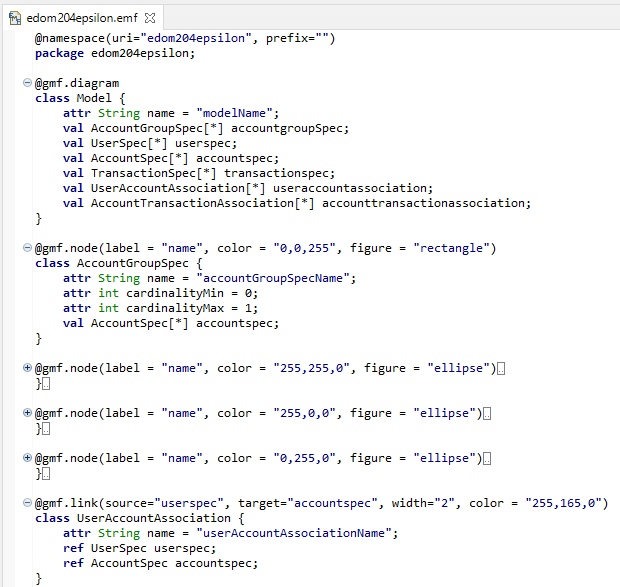 edom204epsilon.emf
@namespace(uri="edom204epsilon", prefix="")
package edom204epsilon;
@gmf.diagram
class Model {
    attr String name = "modelName";
    val AccountGroupSpec[*] accountgroupSpec;
    val UserSpec[*] userspec;
    val AccountSpec[*] accountspec;
    val TransactionSpec[*] transactionspec;
    val UserAccountAssociation[*] useraccountassociation;
    val AccountTransactionAssociation[*] accounttransactionassociation;
}
@gmf.node(label = "name", color = "0,0,255", figure = "rectangle")
class AccountGroupSpec {
    attr String name = "accountGroupSpecName";
    attr int cardinalityMin = 0;
    attr int cardinalityMax = 1;
    val AccountSpec[*] accountspec;
}
@gmf.node(label = "name", color = "255,255,0", figure = "ellipse")
}
@gmf.node(label = "name", color = "255,0,0", figure = "ellipse")
}
@gmf.node(label = "name", color = "0,255,0", figure = "ellipse")
}
@gmf.link(source="userspec", target="accountspec", width="2", color = "255,165,0")
class UserAccountAssociation {
    attr String name = "userAccountAssociationName";
    ref UserSpec userspec;
    ref AccountSpec accountspec;
}